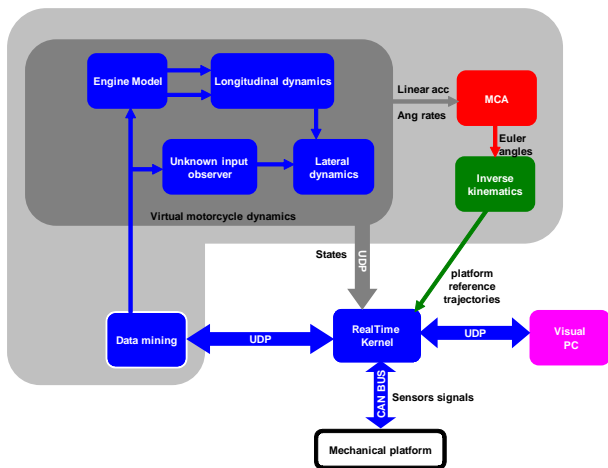 Engine Model
Longitudinal dynamics
Linear acc
Ang rates
MCA
Euler
angles
Unknown input
observer
Lateral
dynamics
Inverse
kinematics
Virtual motorcycle dynamics
States
UDP
platform
reference
trajectories
Data mining
UDP
RealTime
Kernel
UDP
Visual
PC
CAN BUS
Sensors signals
Mechanical platform